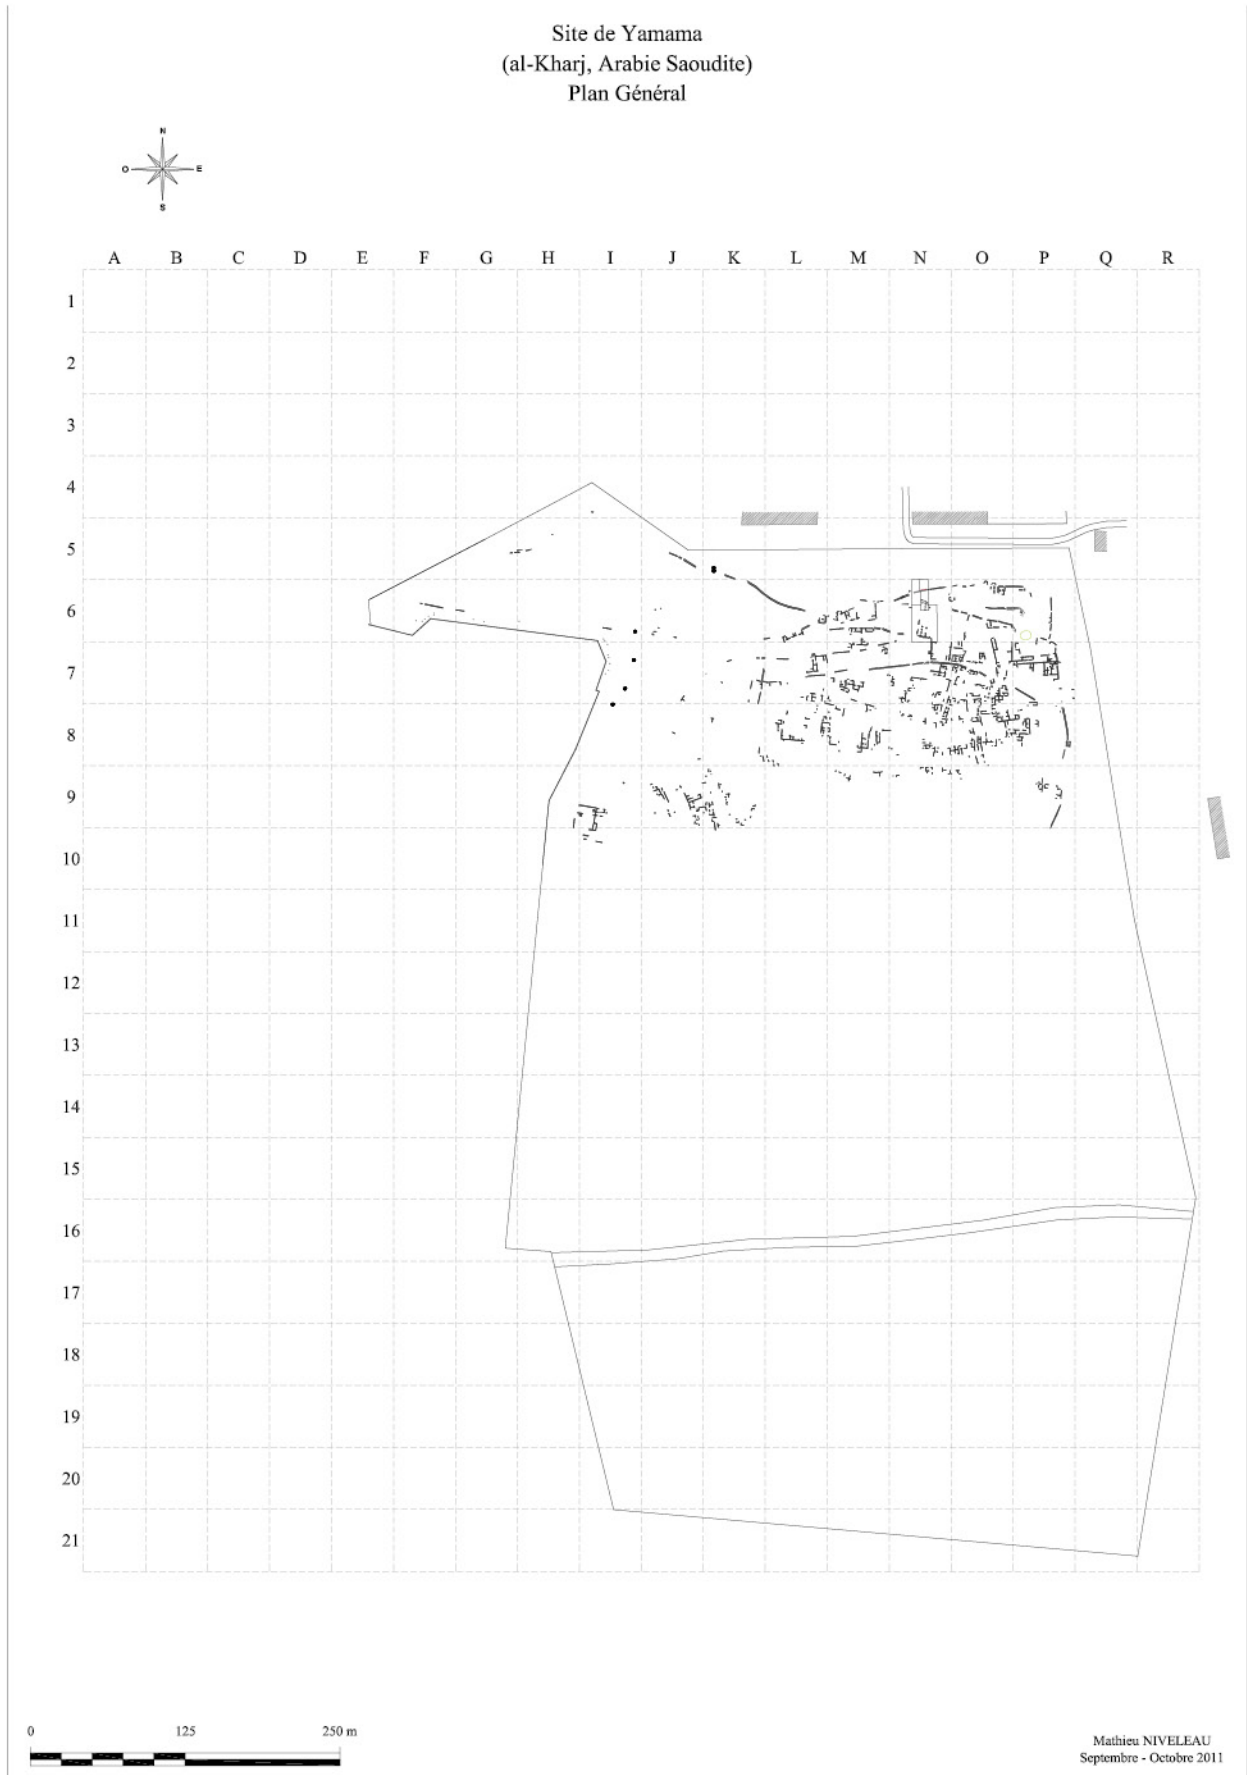 Site de Yamama
(al-Kharj, Arabie Saoudite)
Plan Général
N
O E
S
A B C D E F G H I J K L M N O P Q R
1
2
3
4
5
6
7
8
9
10
11
12
13
14
15
16
17
18
19
20
21
0 125 250 m
Mathieu NIVELEAU
Septembre - Octobre 2011